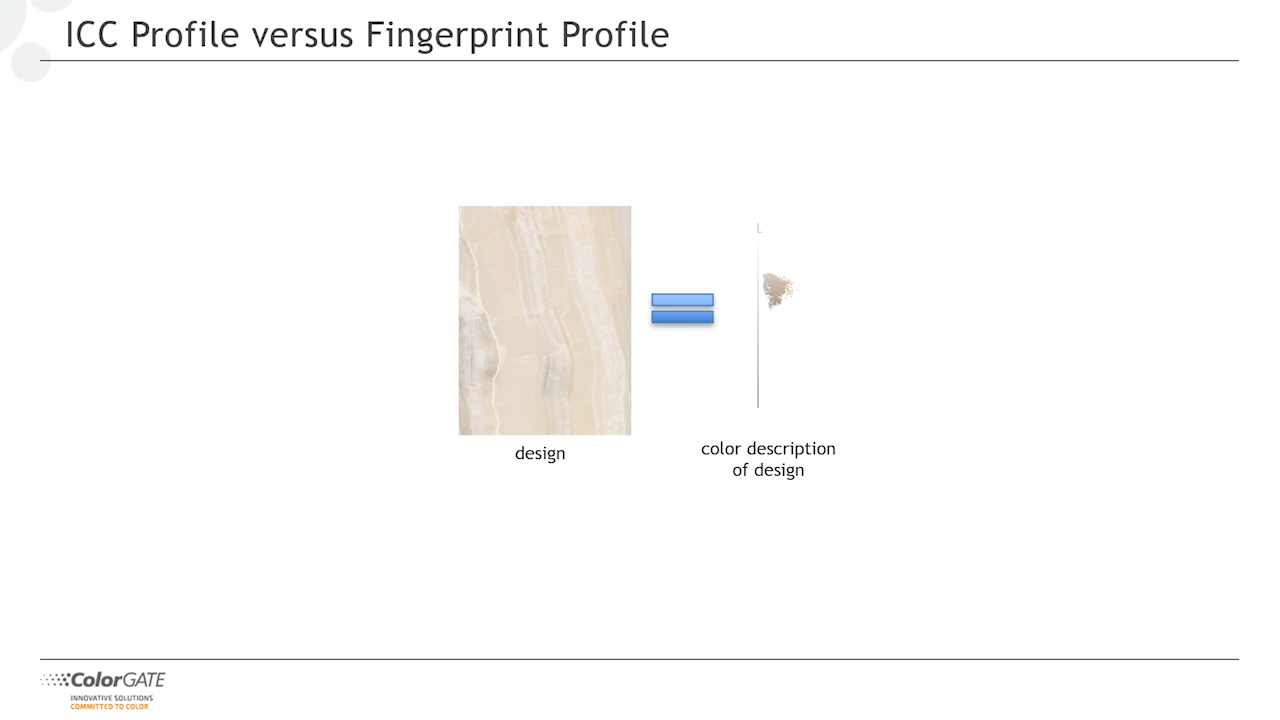 ICC Profile versus Fingerprint Profile
L
design
color description
of design
ColorGATE
INNOVATIVE SOLUTIONS
COMMITTED TO COLOR